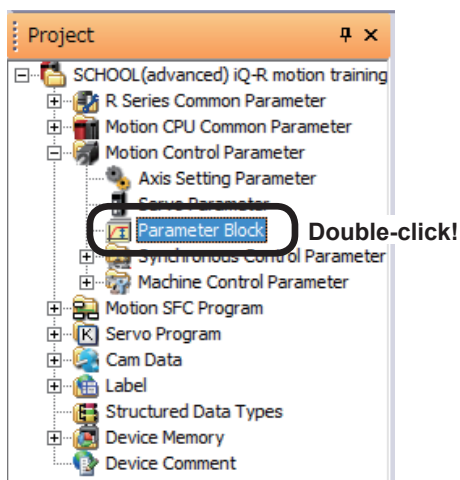 Project
SCHOOL(advanced) iQ-R motion training
R Series Common Parameter
Motion CPU Common Parameter
Motion Control Parameter
Axis Setting Parameter
Servo Parameter
Parameter Block Double-click!
Synchronous Control Parameter
Machine Control Parameter
Motion SFC Program
Servo Program
Cam Data
Label
Structured Data Types
Device Memory
Device Comment